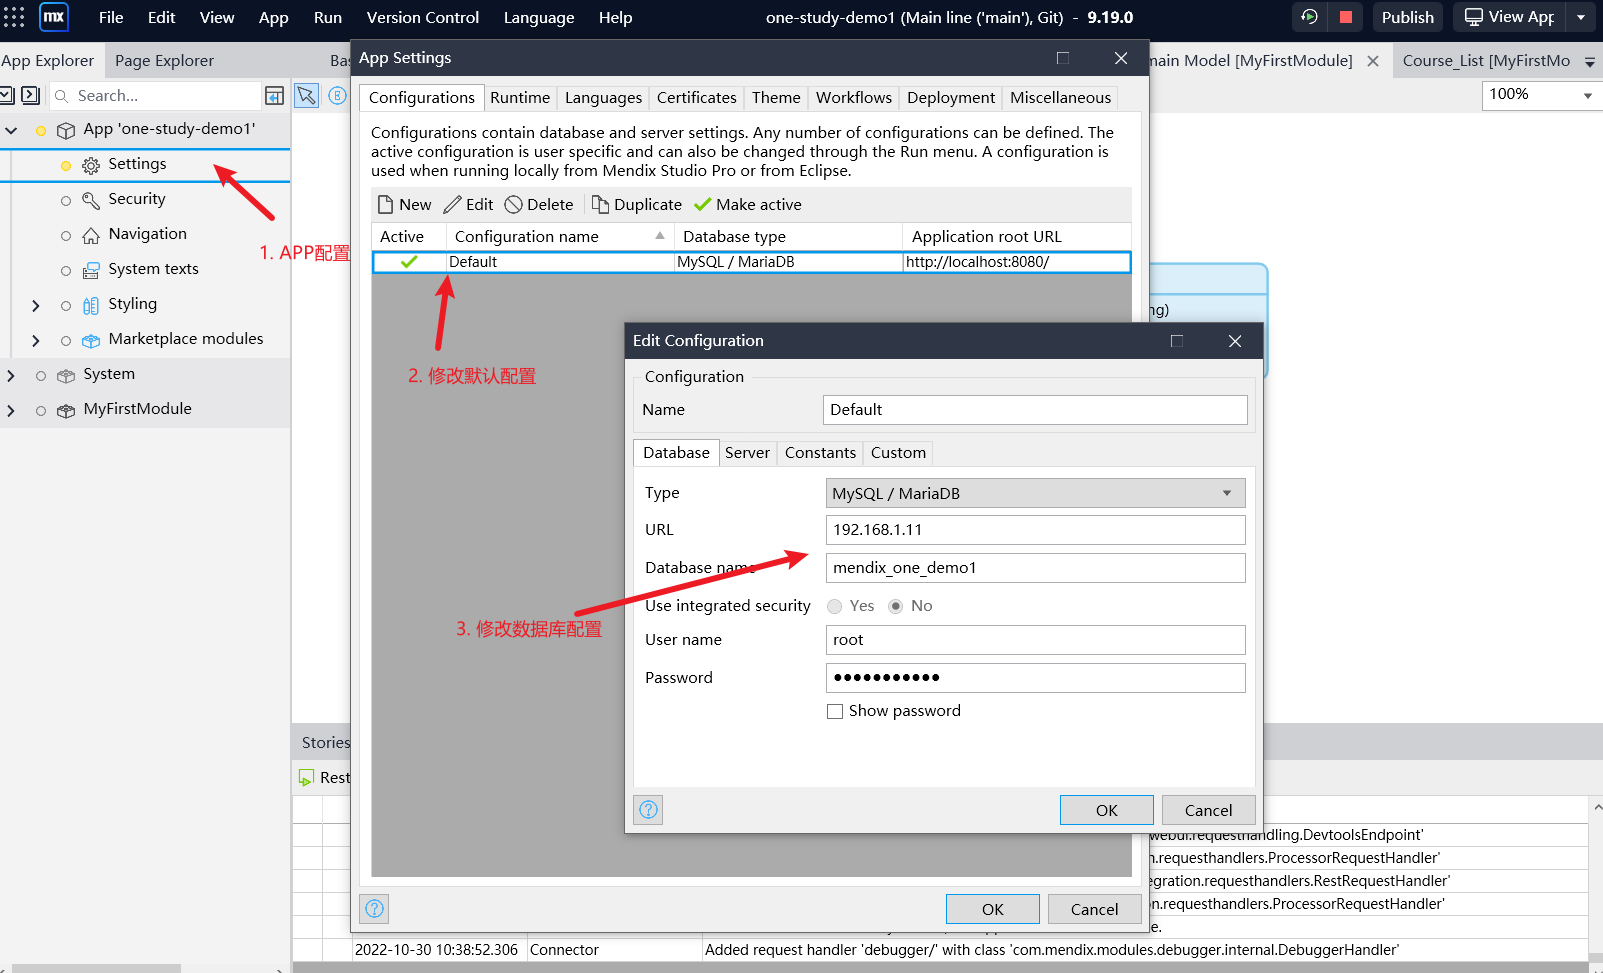 mx File Edit View App Run Version Control Language Help one-study-demo1 (Main line ('main'), Git) - 9.19.0 Publish View App
App Explorer Page Explorer
Search...
App 'one-study-demo1'
Settings
Security
Navigation
System texts
Styling
Marketplace modules
System
MyFirstModule
1. APP配置
App Settings
Configurations Runtime Languages Certificates Theme Workflows Deployment Miscellaneous
Configurations contain database and server settings. Any number of configurations can be defined. The
active configuration is user specific and can also be changed through the Run menu. A configuration is
used when running locally from Mendix Studio Pro or from Eclipse.
New Edit Delete Duplicate Make active
Active Configuration name Database type Application root URL
Default MySQL / MariaDB http://localhost:8080/
2. 修改默认配置
[MyFirstModule] Course_List [MyFirstMo
100%
Edit Configuration
Configuration
Name Default
Database Server Constants Custom
Type MySQL / MariaDB
URL 192.168.1.11
Database name mendix_one_demo1
Use integrated security Yes No
User name root
Password ●●●●●●●●●●●
Show password
3. 修改数据库配置
OK Cancel
OK Cancel
Stories
Rest
webui.requesthandling.DevtoolsEndpoint'
requesthandlers.ProcessorRequestHandler'
egration.requesthandlers.RestRequestHandler'
requesthandlers.ProcessorRequestHandler'
2022-10-30 10:38:52.306 Connector Added request handler 'debugger/' with class 'com.mendix.modules.debugger.internal.DebuggerHandler'